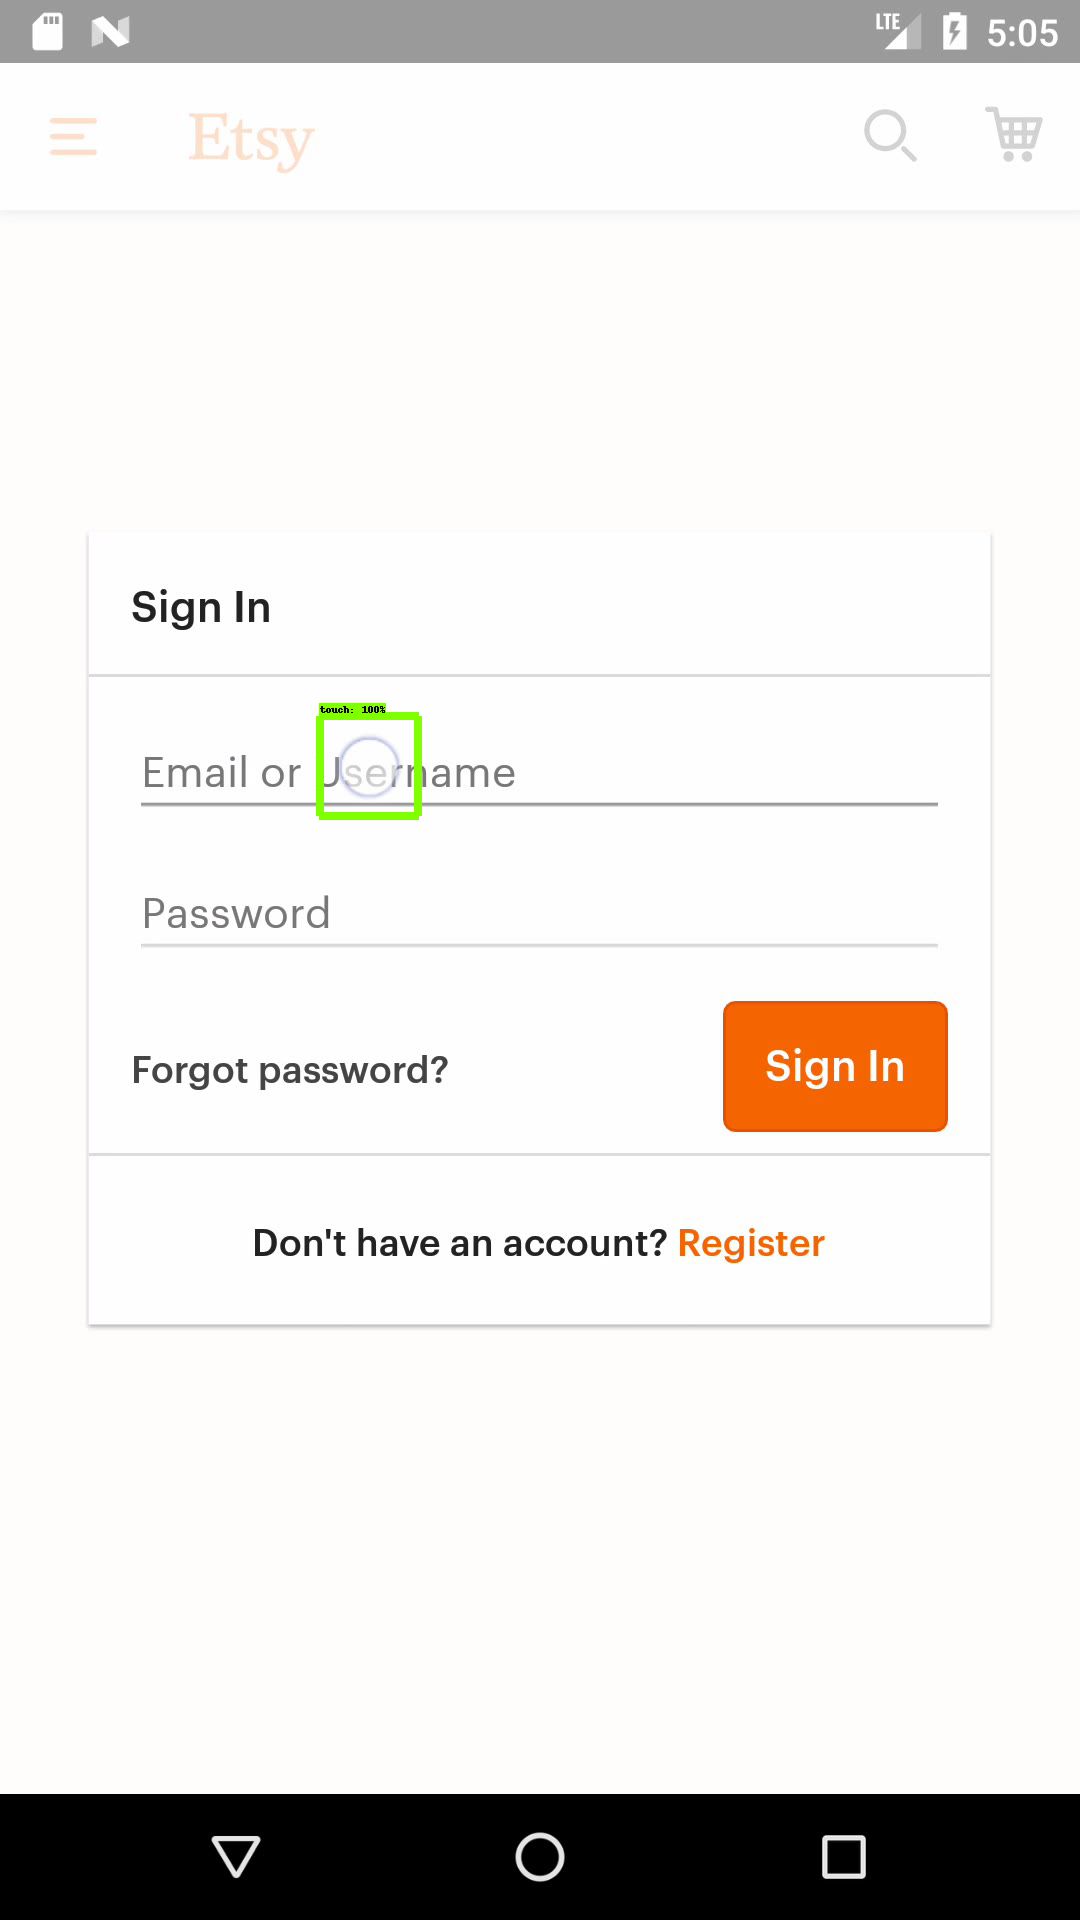 LTE 5:05
Etsy
Sign In
touch: 100%
Email or Username
Password
Forgot password?
Sign In
Don't have an account? Register